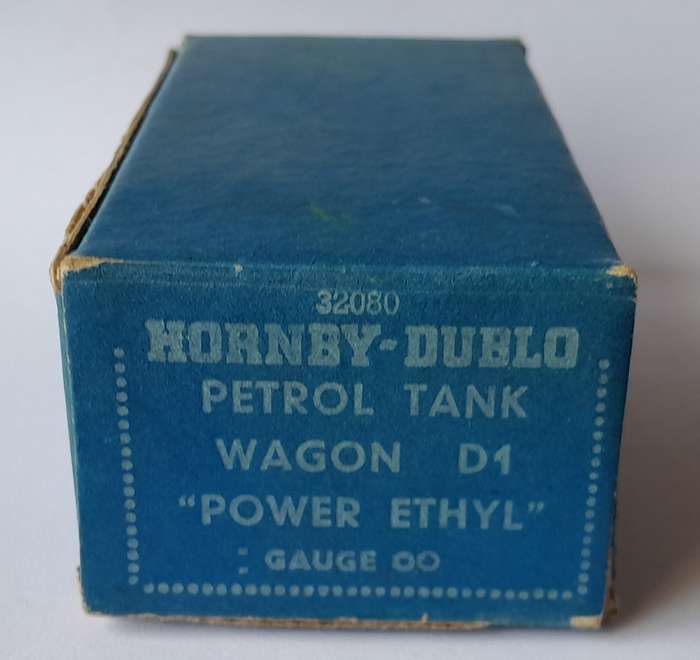 32080
HORNBY-DUBLO
PETROL TANK
WAGON D1
"POWER ETHYL"
GAUGE OO